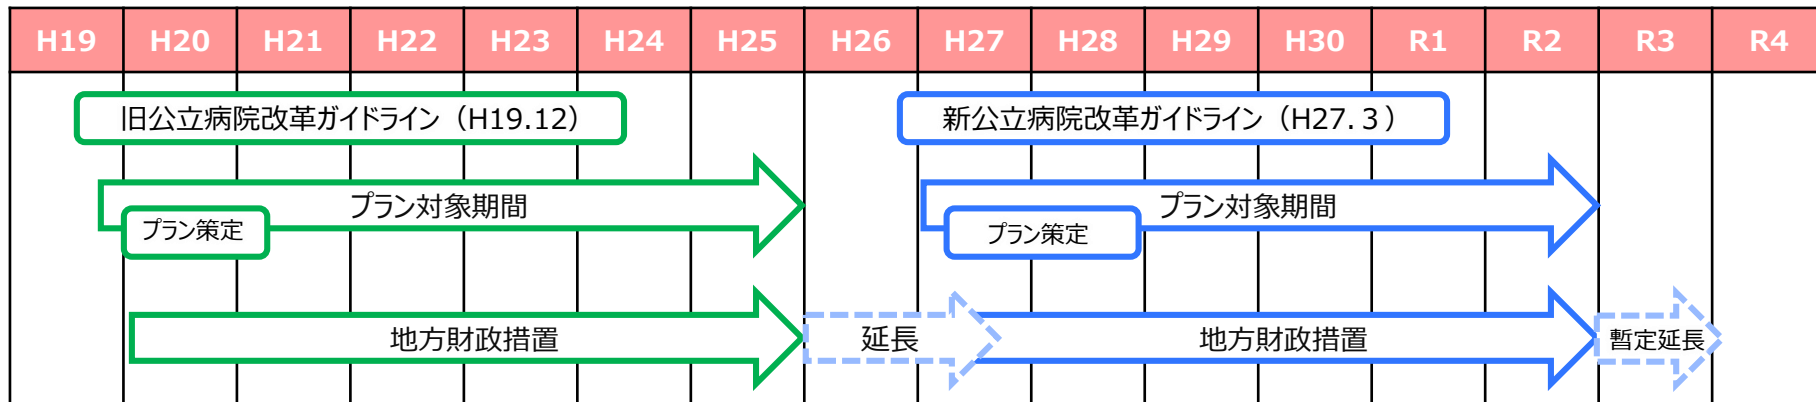 H19 H20 H21 H22 H23 H24 H25 H26 H27 H28 H29 H30 R1 R2 R3 R4
旧公立病院改革ガイドライン（H19.12） 新公立病院改革ガイドライン（H27.３）
プラン対象期間 プラン対象期間
プラン策定 プラン策定
地方財政措置 延長 地方財政措置 暫定延長